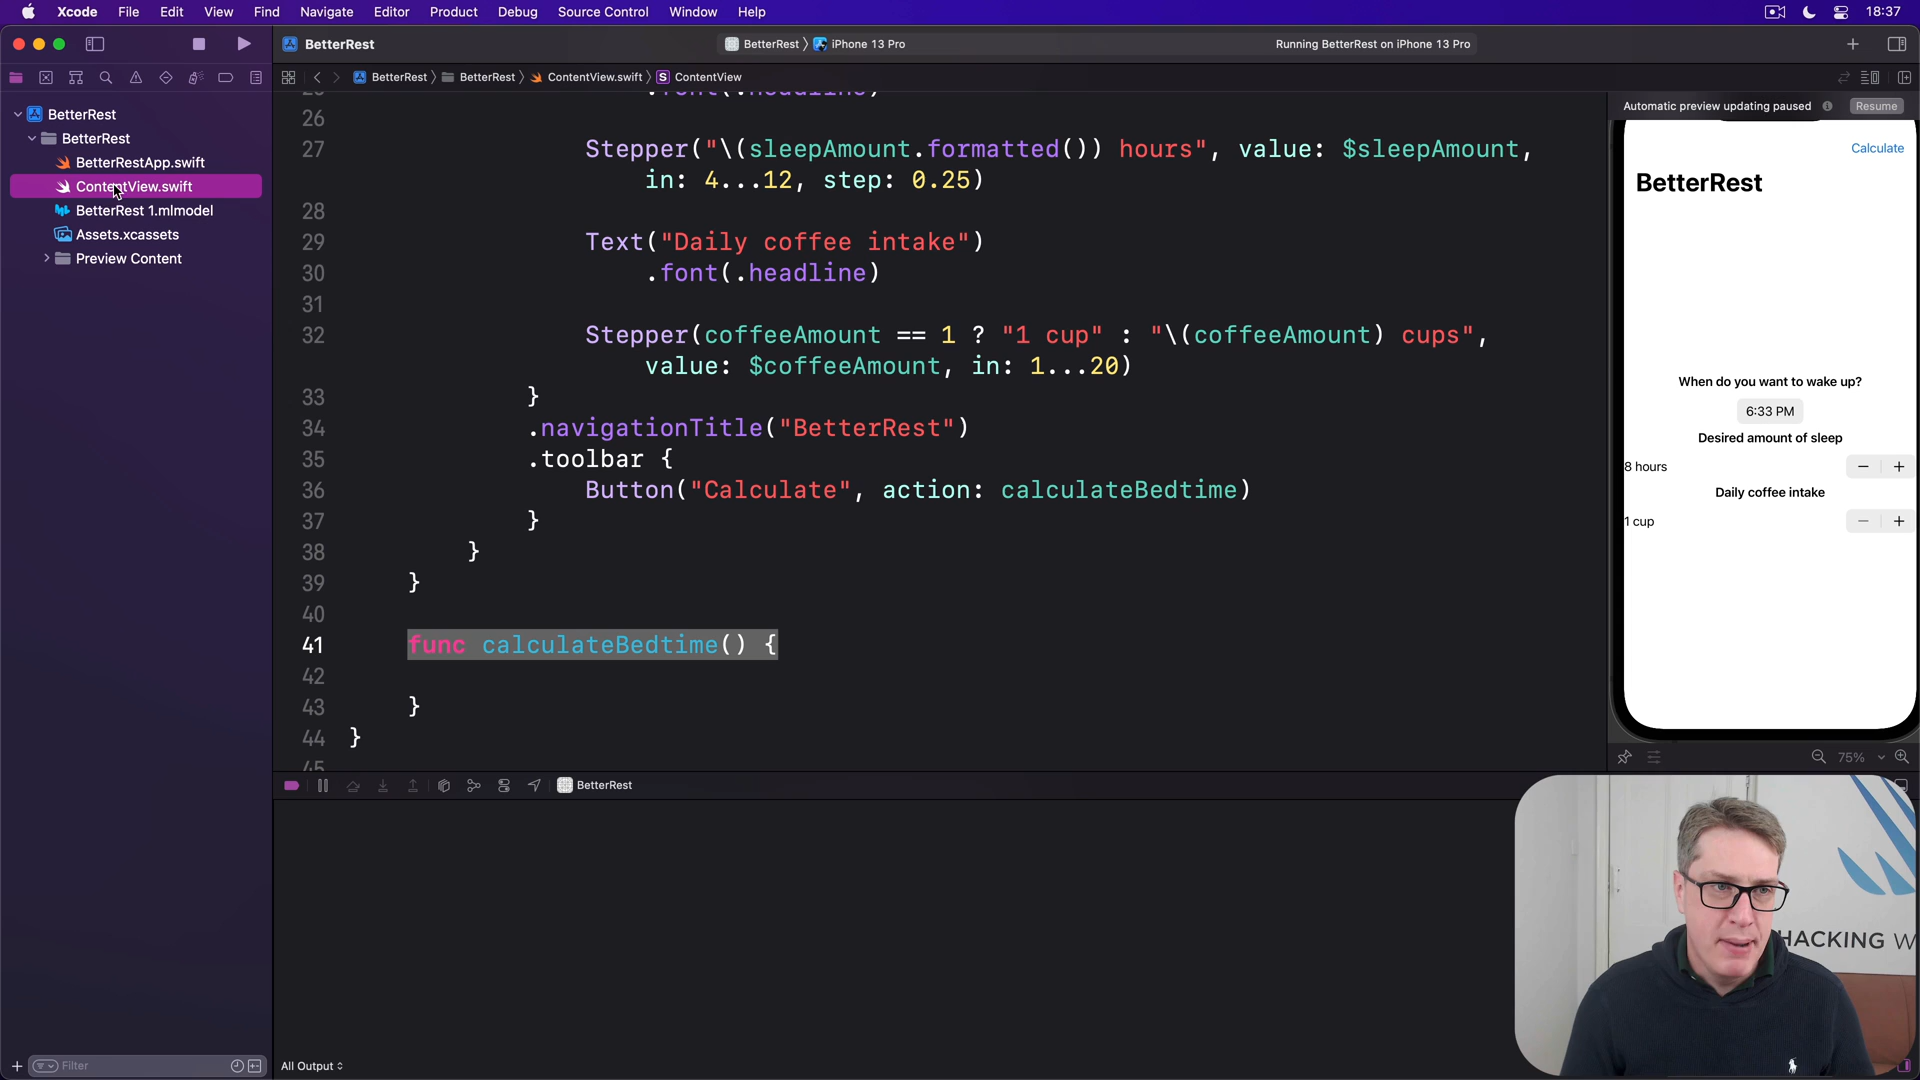 Xcode File Edit View Find Navigate Editor Product Debug Source Control Window Help 18:37
BetterRest
BetterRest
iPhone 13 Pro
Running BetterRest on iPhone 13 Pro
BetterRest
BetterRest
ContentView.swift
S ContentView
BetterRest
BetterRest
BetterRestApp.swift
ContentView.swift
BetterRest 1.mlmodel
Assets.xcassets
Preview Content
Filter
25 .font(.headline)
26
27 Stepper("\(sleepAmount.formatted()) hours", value: $sleepAmount,
in: 4...12, step: 0.25)
28
29 Text("Daily coffee intake")
30 .font(.headline)
31
32 Stepper(coffeeAmount == 1 ? "1 cup" : "\(coffeeAmount) cups",
value: $coffeeAmount, in: 1...20)
33 }
34 .navigationTitle("BetterRest")
35 .toolbar {
36 Button("Calculate", action: calculateBedtime)
37 }
38 }
39 }
40
41 func calculateBedtime() {
42
43 }
44 }
45
BetterRest
All Output
Automatic preview updating paused
Resume
Calculate
BetterRest
When do you want to wake up?
6:33 PM
Desired amount of sleep
8 hours
− +
Daily coffee intake
1 cup
− +
75%
HACKING W